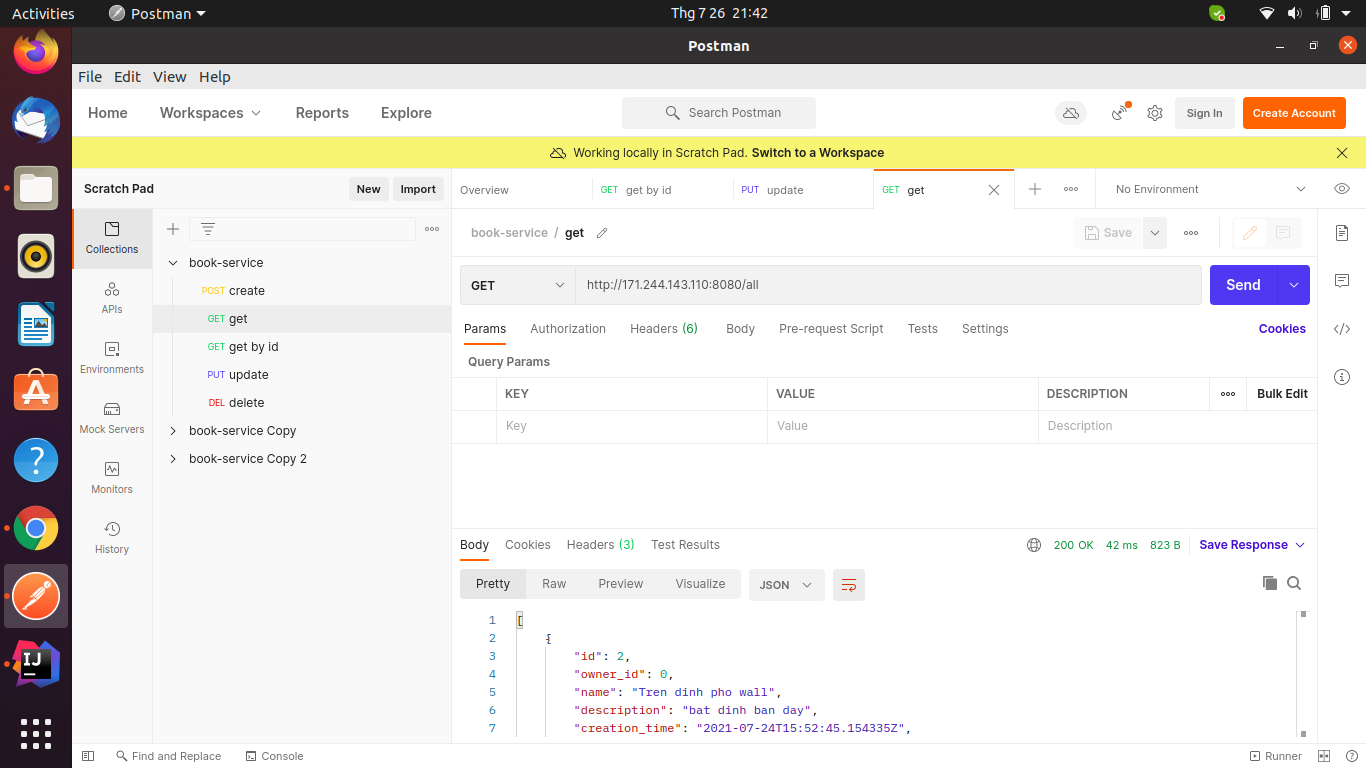 Activities Postman Thg 7 26 21:42
Postman
File Edit View Help
Home Workspaces Reports Explore Search Postman Sign In Create Account
Working locally in Scratch Pad. Switch to a Workspace
Scratch Pad New Import Overview GET get by id PUT update GET get No Environment
Collections
APIs
Environments
Mock Servers
Monitors
History
book-service
POST create
GET get
GET get by id
PUT update
DEL delete
book-service Copy
book-service Copy 2
book-service / get Save
GET http://171.244.143.110:8080/all Send
Params Authorization Headers (6) Body Pre-request Script Tests Settings Cookies
Query Params
KEY VALUE DESCRIPTION Bulk Edit
Key Value Description
Body Cookies Headers (3) Test Results 200 OK 42 ms 823 B Save Response
Pretty Raw Preview Visualize JSON
1 [
2 {
3 "id": 2,
4 "owner_id": 0,
5 "name": "Tren dinh pho wall",
6 "description": "bat dinh ban day",
7 "creation_time": "2021-07-24T15:52:45.154335Z",
Find and Replace Console Runner